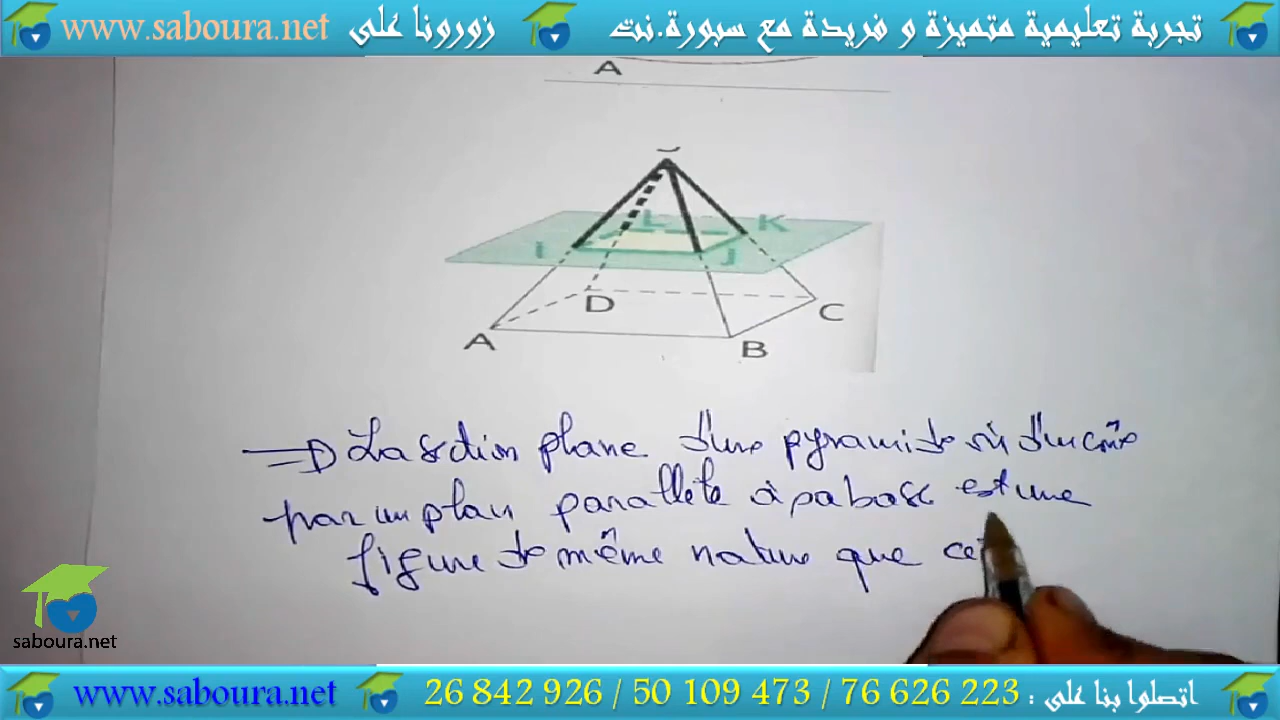 تجربة تعليمية متميزة و فريدة مع سبورة.نت زورونا على www.saboura.net
A
L
K
i
J
D
C
A
B
⇒ La section plane d'une pyramide où d'un cône
par un plan parallèle à sa base est une
figure de même nature que ce
saboura.net
www.saboura.net اتصلوا بنا على : 26 842 926 / 50 109 473 / 76 626 223